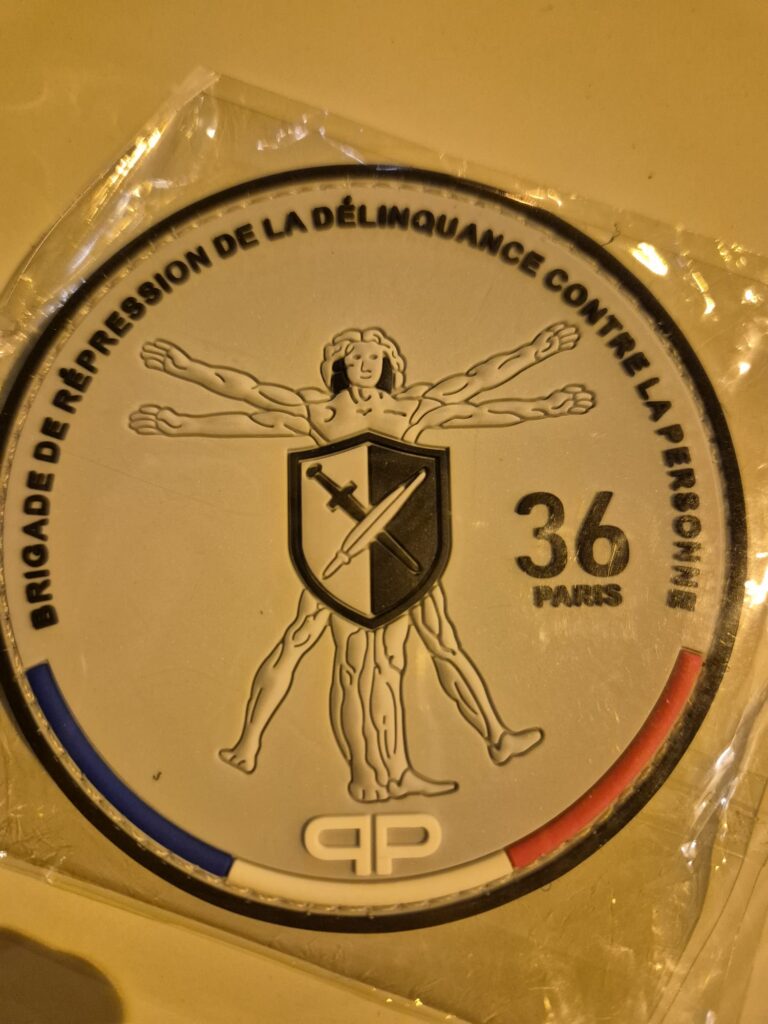 BRIGADE DE RÉPRESSION DE LA DÉLINQUANCE CONTRE LA PERSONNE
36
PARIS
PP